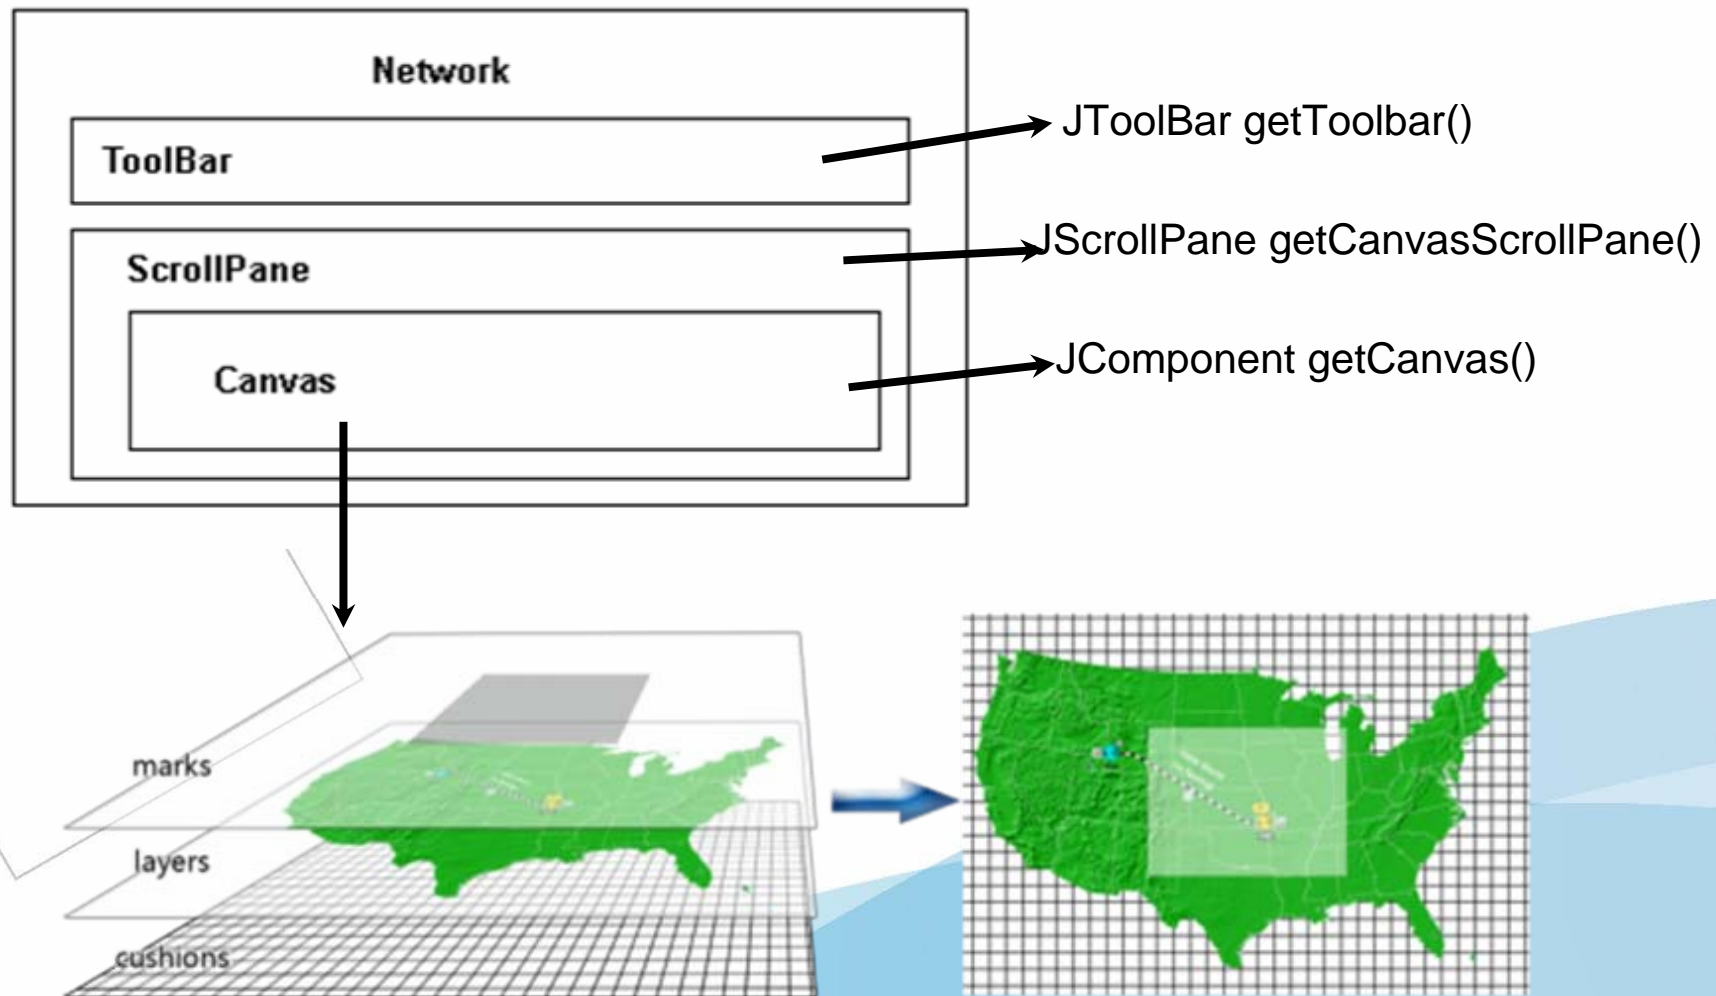 Network
ToolBar
JToolBar getToolbar()
ScrollPane
JScrollPane getCanvasScrollPane()
Canvas
JComponent getCanvas()
marks
layers
cushions